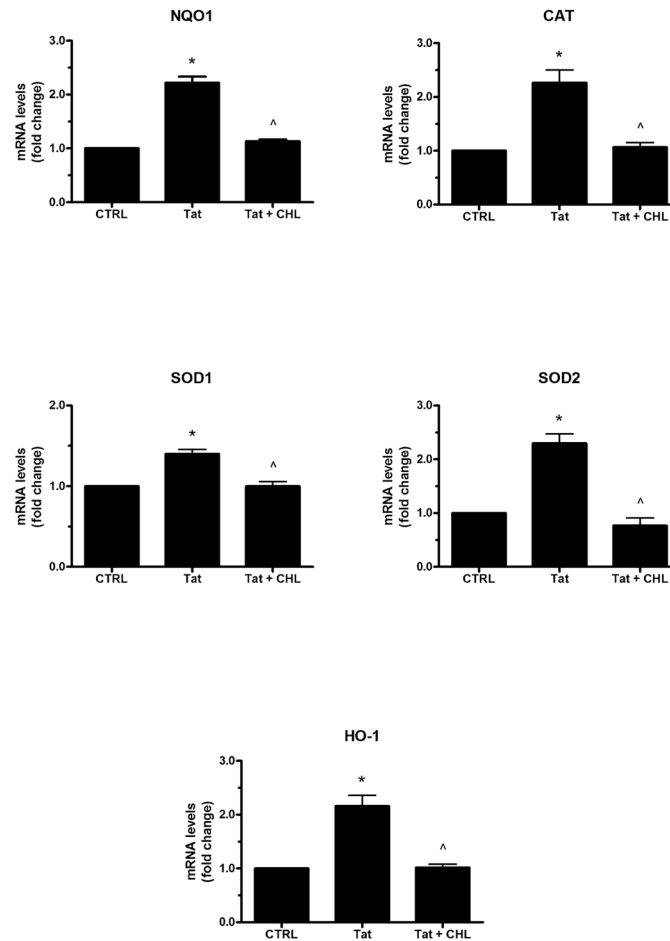 NQO1
mRNA levels
(fold change)
3.0
2.0
1.0
0.0
*
^
CTRL
Tat
Tat + CHL
CAT
mRNA levels
(fold change)
3.0
2.0
1.0
0.0
*
^
CTRL
Tat
Tat + CHL
SOD1
mRNA levels
(fold change)
2.0
1.0
0.0
*
^
CTRL
Tat
Tat + CHL
SOD2
mRNA levels
(fold change)
3.0
2.0
1.0
0.0
*
^
CTRL
Tat
Tat + CHL
HO-1
mRNA levels
(fold change)
3.0
2.0
1.0
0.0
*
^
CTRL
Tat
Tat + CHL